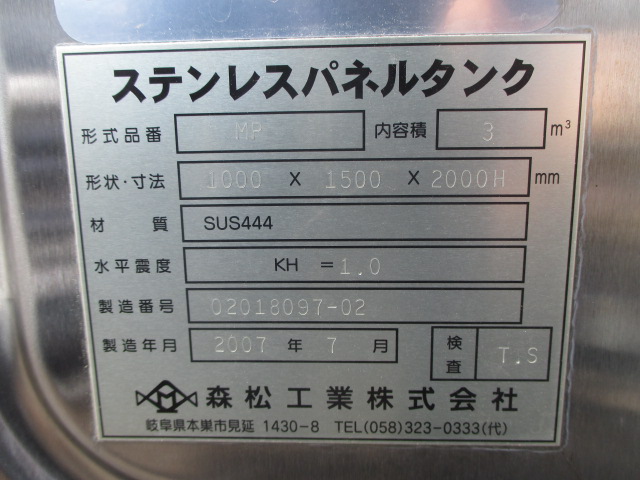 ステンレスパネルタンク
形式品番 MP 内容積 3 m³
形状・寸法 1000 X 1500 X 2000H mm
材質 SUS444
水平震度 KH = 1.0
製造番号 02018097-02
製造年月 2007 年 7 月 検査 T.S
森松工業株式会社
岐阜県本巣市見延 1430-8 TEL(058)323-0333(代)